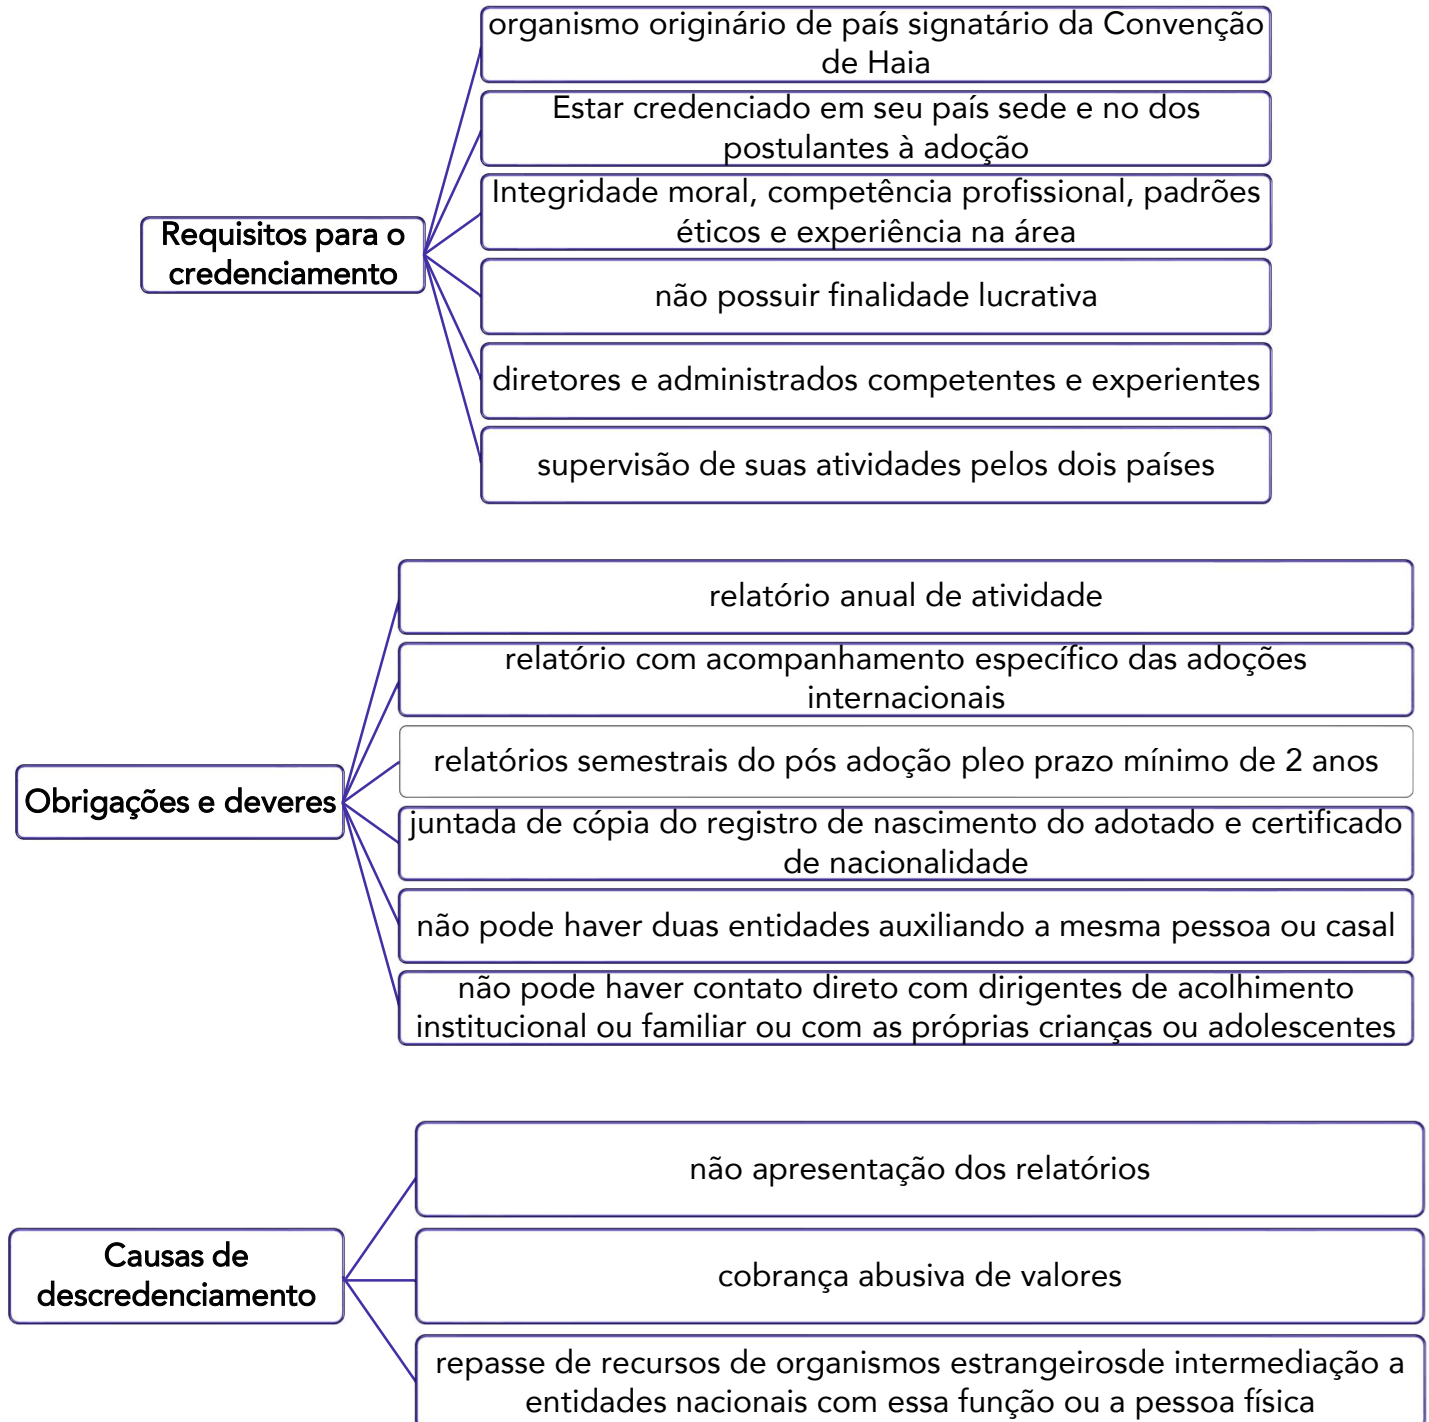 organismo originário de país signatário da Convenção
de Haia
Estar credenciado em seu país sede e no dos
postulantes à adoção
Integridade moral, competência profissional, padrões
éticos e experiência na área
Requisitos para o
credenciamento
não possuir finalidade lucrativa
diretores e administrados competentes e experientes
supervisão de suas atividades pelos dois países
relatório anual de atividade
relatório com acompanhamento específico das adoções
internacionais
relatórios semestrais do pós adoção pleo prazo mínimo de 2 anos
Obrigações e deveres
juntada de cópia do registro de nascimento do adotado e certificado
de nacionalidade
não pode haver duas entidades auxiliando a mesma pessoa ou casal
não pode haver contato direto com dirigentes de acolhimento
institucional ou familiar ou com as próprias crianças ou adolescentes
não apresentação dos relatórios
Causas de
descredenciamento
cobrança abusiva de valores
repasse de recursos de organismos estrangeirosde intermediação a
entidades nacionais com essa função ou a pessoa física